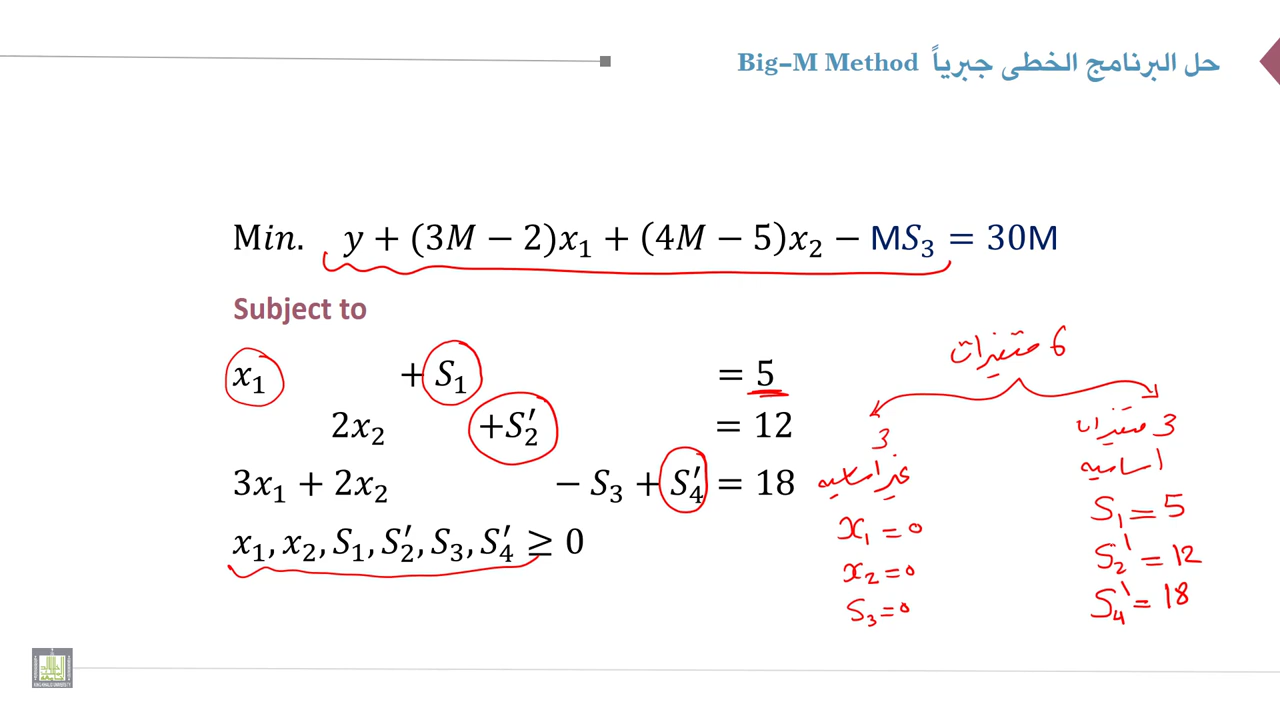 حل البرنامج الخطى جبرياً Big-M Method
Min. y + (3M − 2)x₁ + (4M − 5)x₂ − MS₃ = 30M
Subject to
x₁ + S₁ = 5
2x₂ + S₂′ = 12
3x₁ + 2x₂ − S₃ + S₄′ = 18
x₁, x₂, S₁, S₂′, S₃, S₄′ ≥ 0
6 متغيرات
3 متغيرات
اساسيه
S₁ = 5
S₂′ = 12
S₄′ = 18
3
غير اساسيه
x₁ = 0
x₂ = 0
S₃ = 0